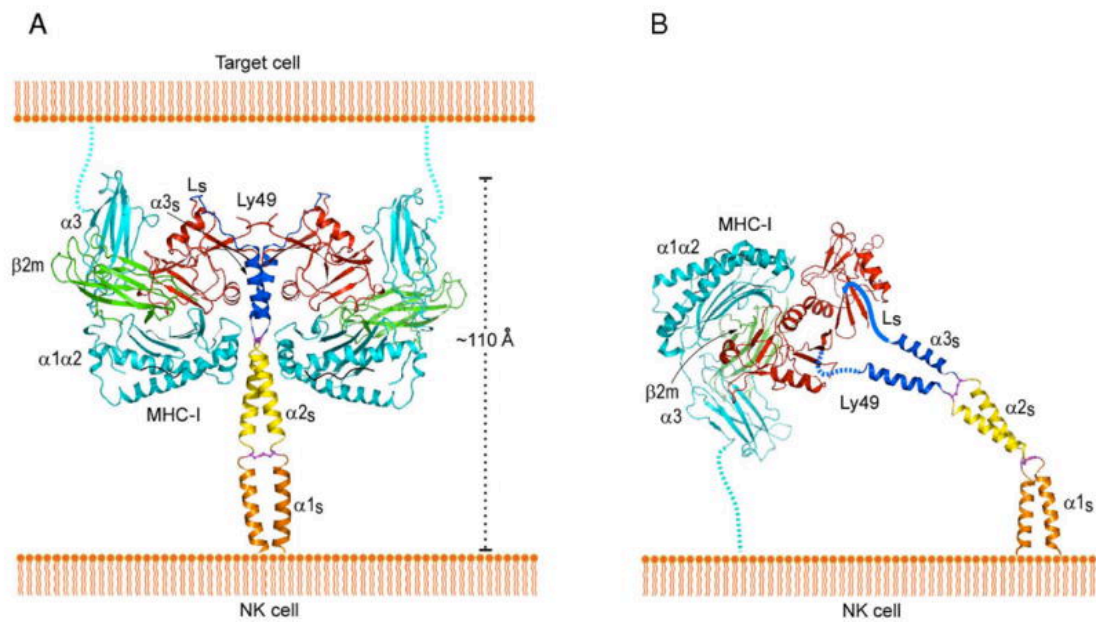 A
Target cell
Ls
α3s
Ly49
α3
β2m
~110 Å
α1α2
MHC-I
α2s
α1s
NK cell
B
MHC-I
α1α2
Ls
α3s
β2m
α3
Ly49
α2s
α1s
NK cell